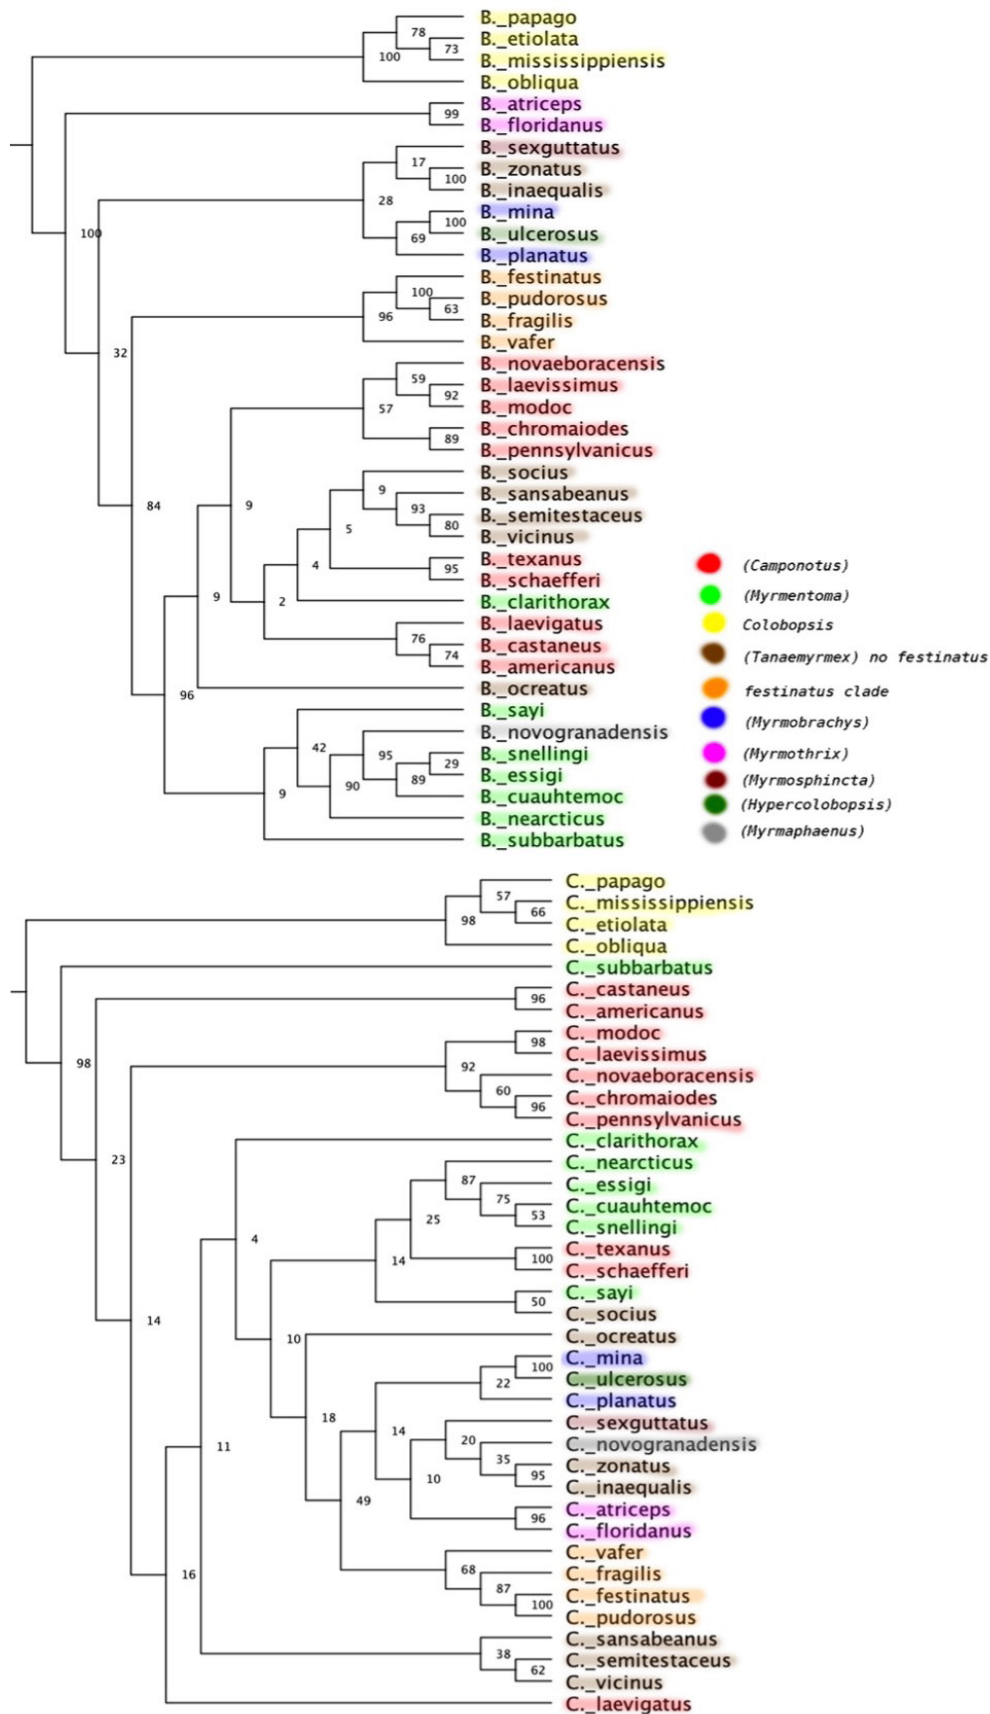 B._papago
78
B._etiolata
73
100
B._mississippiensis
B._obliqua
B._atriceps
99
B._floridanus
B._sexguttatus
17
B._zonatus
100
B._inaequalis
28
B._mina
100
B._ulcerosus
100
69
B._planatus
B._festinatus
100
B._pudorosus
63
96
B._fragilis
B._vafer
32
B._novaeboracensis
59
B._laevissimus
92
57
B._modoc
B._chromaiodes
89
B._pennsylvanicus
B._socius
9
B._sansabeanus
84
9
93
B._semitestaceus
80
5
B._vicinus
B._texanus
4
95
(Camponotus)
B._schaefferi
9
2
B._clarithorax
(Myrmentoma)
B._laevigatus
Colobopsis
76
B._castaneus
74
(Tanaemyrmex) no festinatus
B._americanus
96
B._ocreatus
festinatus clade
B._sayi
(Myrmobrachys)
B._novogranadensis
42
95
B._snellingi
(Myrmothrix)
29
B._essigi
89
(Myrmosphincta)
9
90
B._cuauhtemoc
(Hypercolobopsis)
B._nearcticus
(Myrmaphaenus)
B._subbarbatus
C._papago
57
C._mississippiensis
66
98
C._etiolata
C._obliqua
C._subbarbatus
C._castaneus
96
C._americanus
C._modoc
98
C._laevissimus
98
92
C._novaeboracensis
60
C._chromaiodes
96
C._pennsylvanicus
C._clarithorax
23
C._nearcticus
87
C._essigi
75
C._cuauhtemoc
53
25
C._snellingi
4
C._texanus
14
100
C._schaefferi
C._sayi
50
C._socius
14
10
C._ocreatus
C._mina
100
C._ulcerosus
22
C._planatus
18
14
C._sexguttatus
20
C._novogranadensis
11
35
C._zonatus
10
95
C._inaequalis
49
C._atriceps
96
C._floridanus
C._vafer
16
68
C._fragilis
87
C._festinatus
100
C._pudorosus
C._sansabeanus
38
C._semitestaceus
62
C._vicinus
C._laevigatus